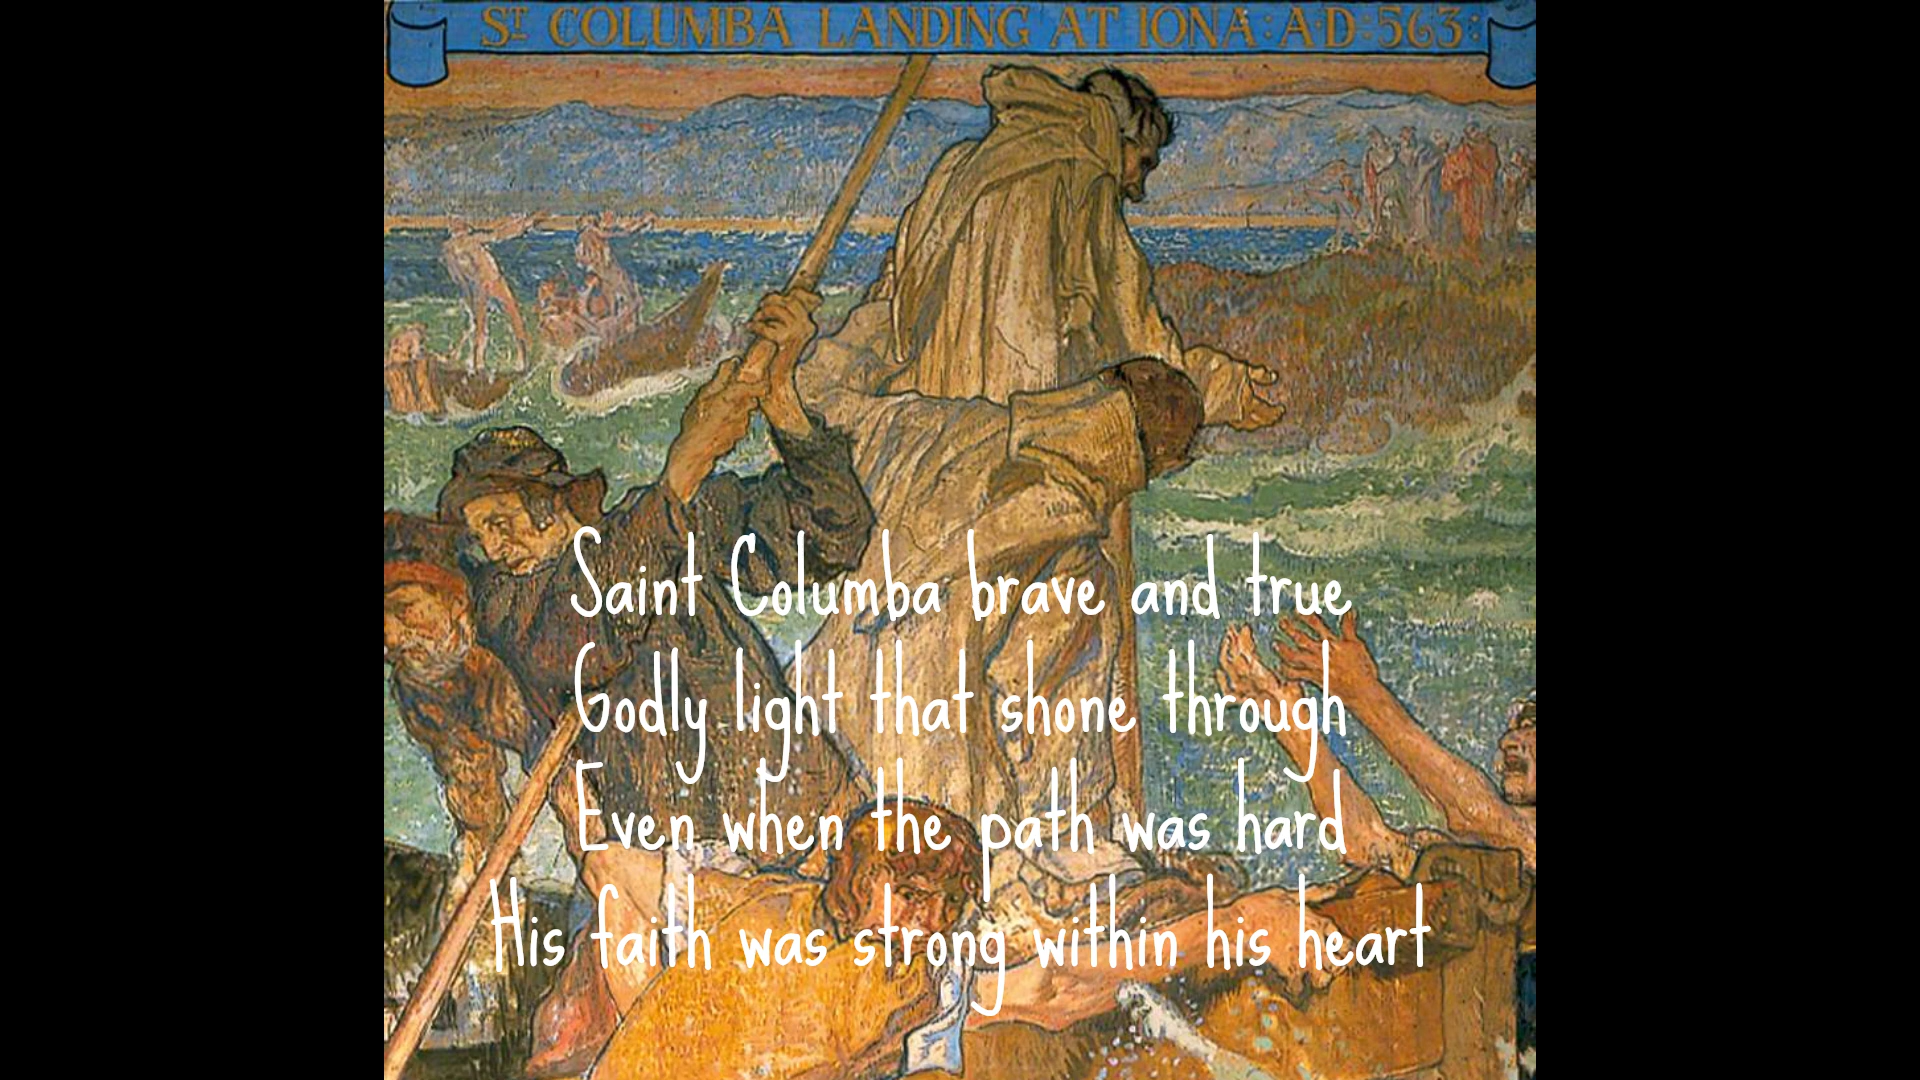 ST COLUMBA LANDING AT IONA : A·D : 563 :
Saint Columba brave and true
Godly light that shone through
Even when the path was hard
His faith was strong within his heart